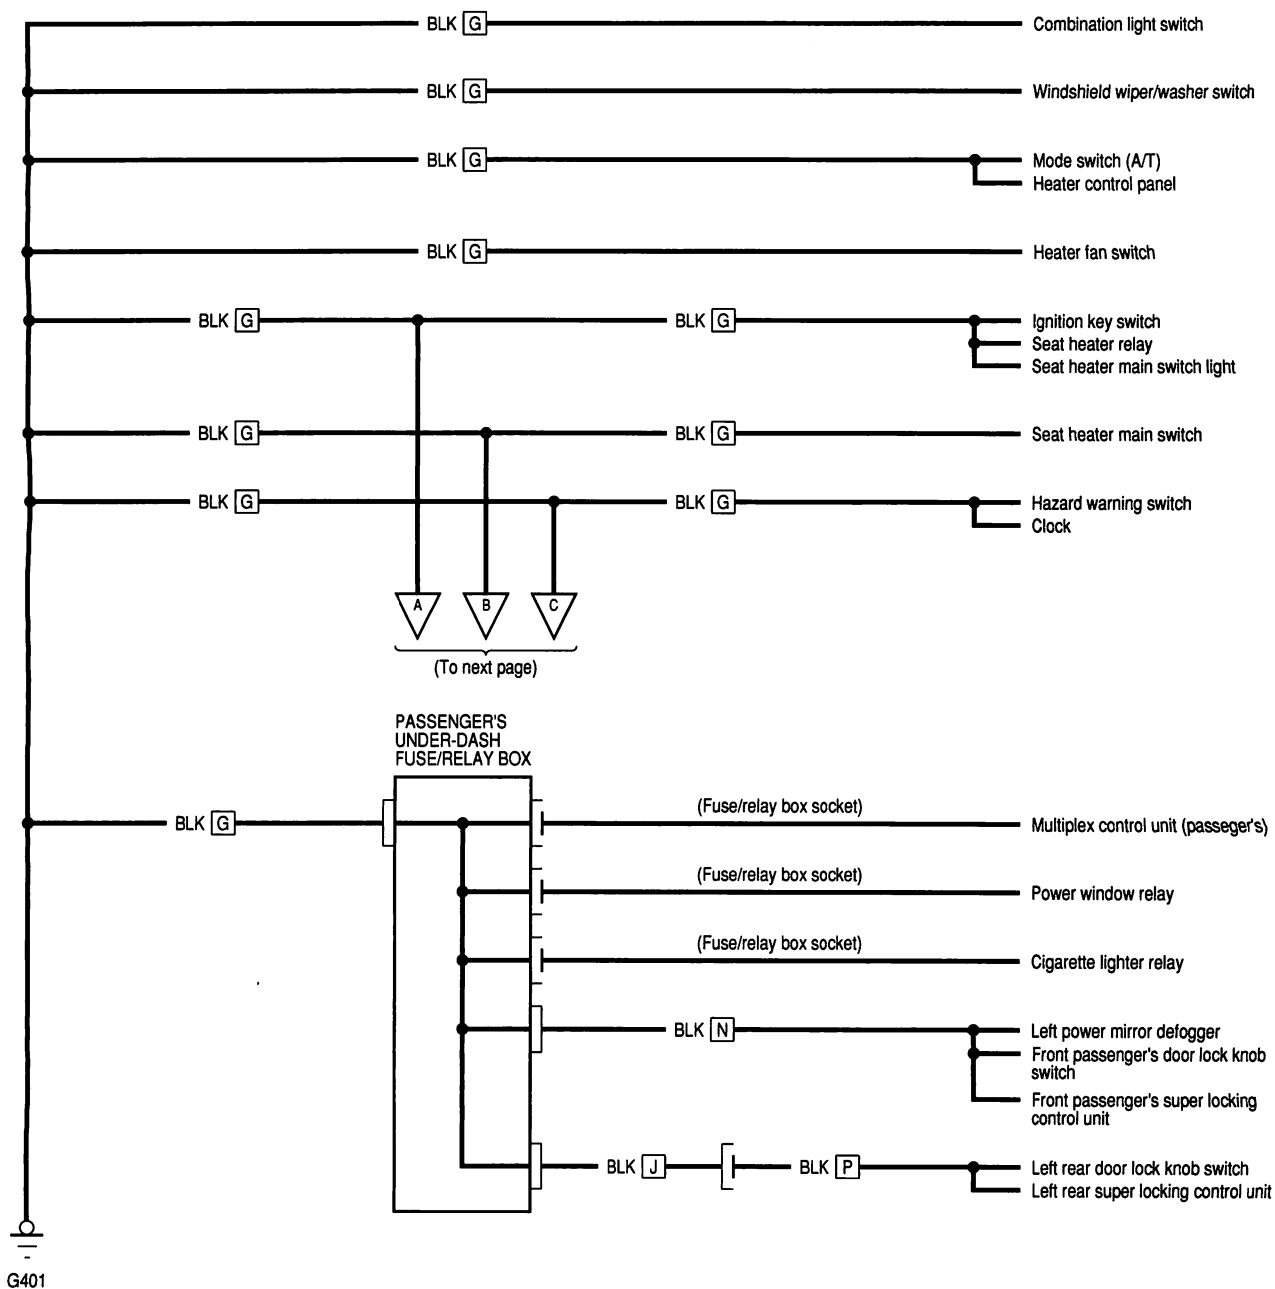 BLK G Combination light switch
BLK G Windshield wiper/washer switch
BLK G Mode switch (A/T)
Heater control panel
BLK G Heater fan switch
BLK G BLK G Ignition key switch
Seat heater relay
Seat heater main switch light
BLK G BLK G Seat heater main switch
BLK G BLK G Hazard warning switch
Clock
A B C
(To next page)
PASSENGER'S
UNDER-DASH
FUSE/RELAY BOX
(Fuse/relay box socket)
BLK G Multiplex control unit (passeger's)
(Fuse/relay box socket)
Power window relay
(Fuse/relay box socket)
Cigarette lighter relay
BLK N Left power mirror defogger
Front passenger's door lock knob
switch
Front passenger's super locking
control unit
BLK J BLK P Left rear door lock knob switch
Left rear super locking control unit
G401